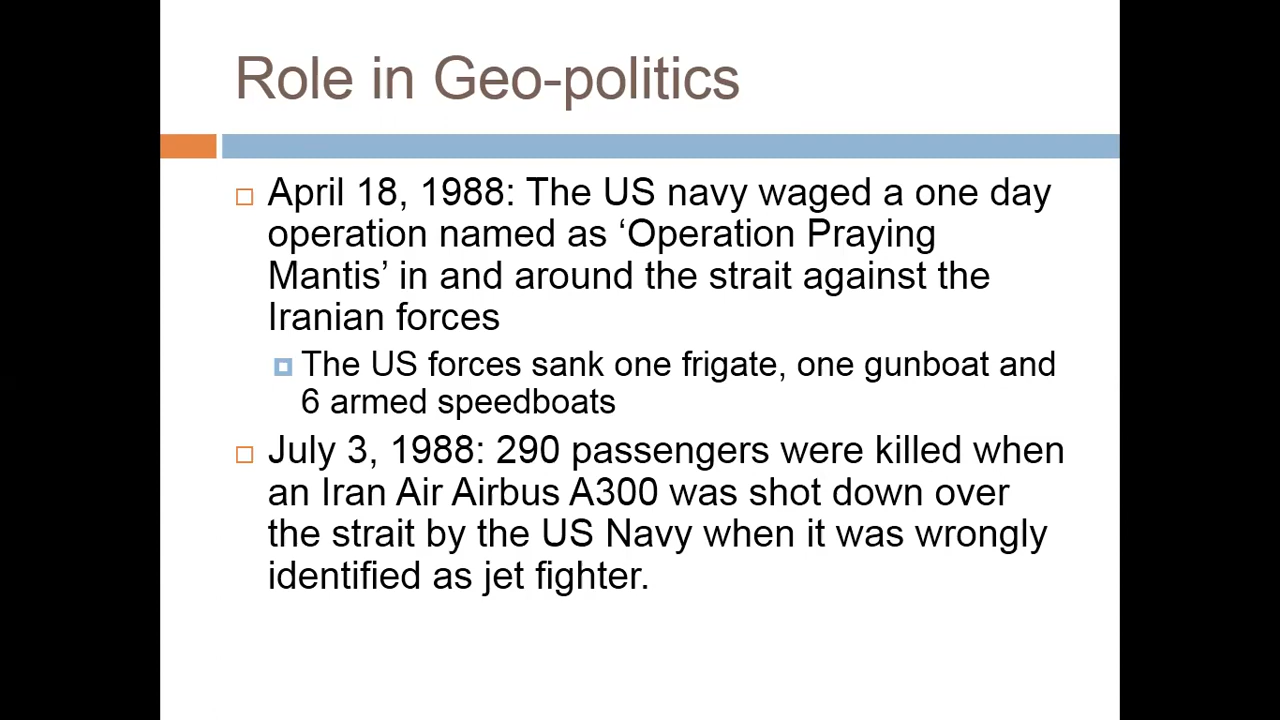 Role in Geo-politics
April 18, 1988: The US navy waged a one day
operation named as ‘Operation Praying
Mantis’ in and around the strait against the
Iranian forces
The US forces sank one frigate, one gunboat and
6 armed speedboats
July 3, 1988: 290 passengers were killed when
an Iran Air Airbus A300 was shot down over
the strait by the US Navy when it was wrongly
identified as jet fighter.